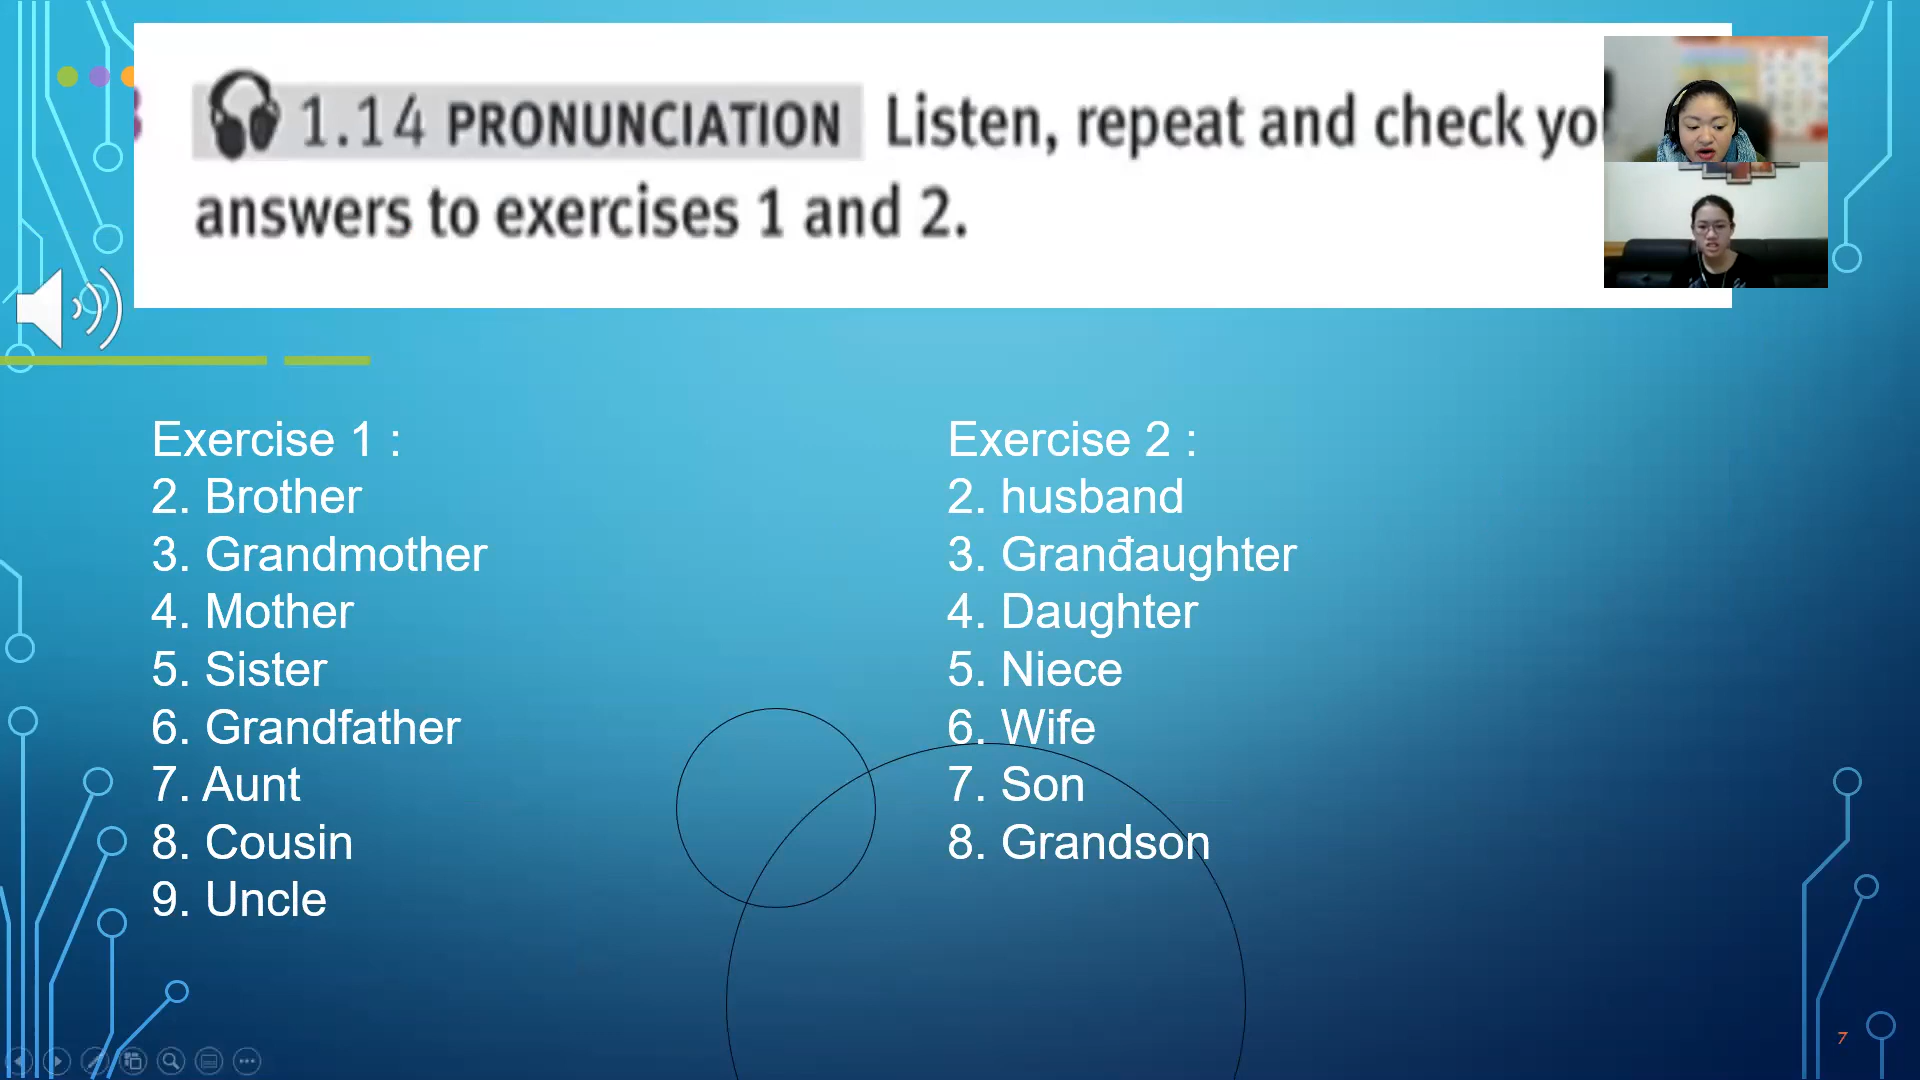 1.14 PRONUNCIATION Listen, repeat and check yo
answers to exercises 1 and 2.
Exercise 1 :
2. Brother
3. Grandmother
4. Mother
5. Sister
6. Grandfather
7. Aunt
8. Cousin
9. Uncle
Exercise 2 :
2. husband
3. Granddaughter
4. Daughter
5. Niece
6. Wife
7. Son
8. Grandson
7